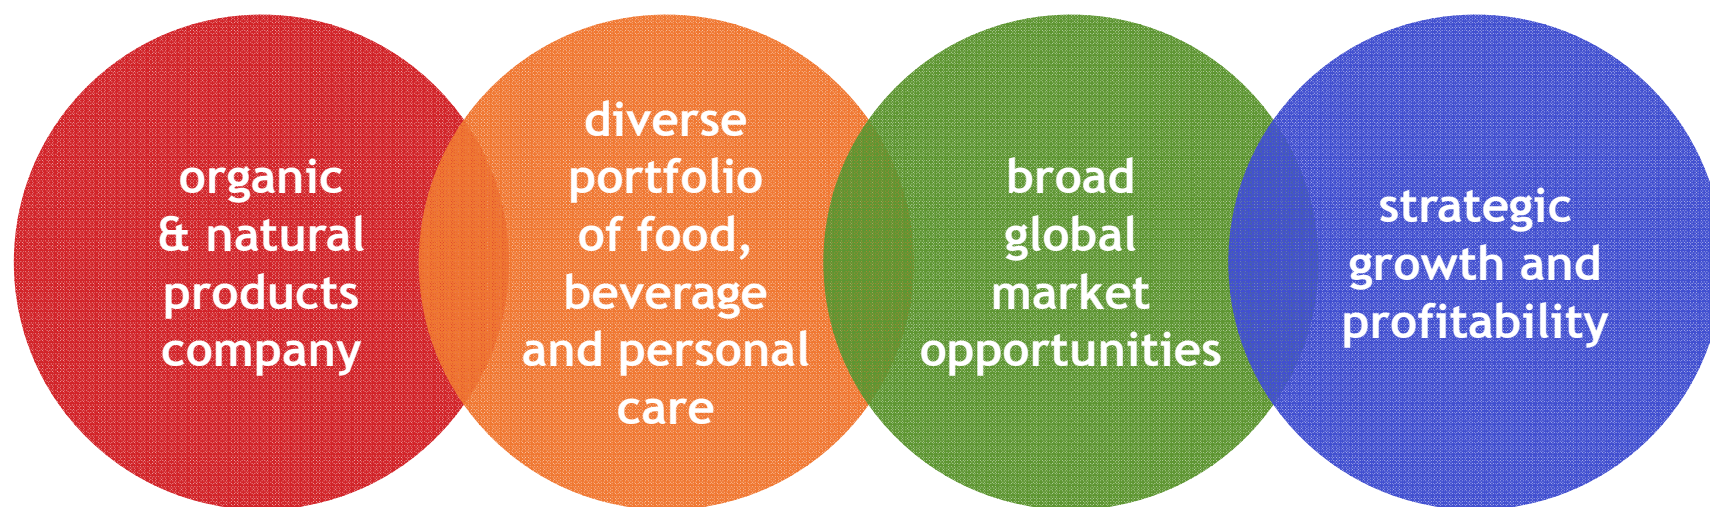 organic
& natural
products
company
diverse
portfolio
of food,
beverage
and personal
care
broad
global
market
opportunities
strategic
growth and
profitability